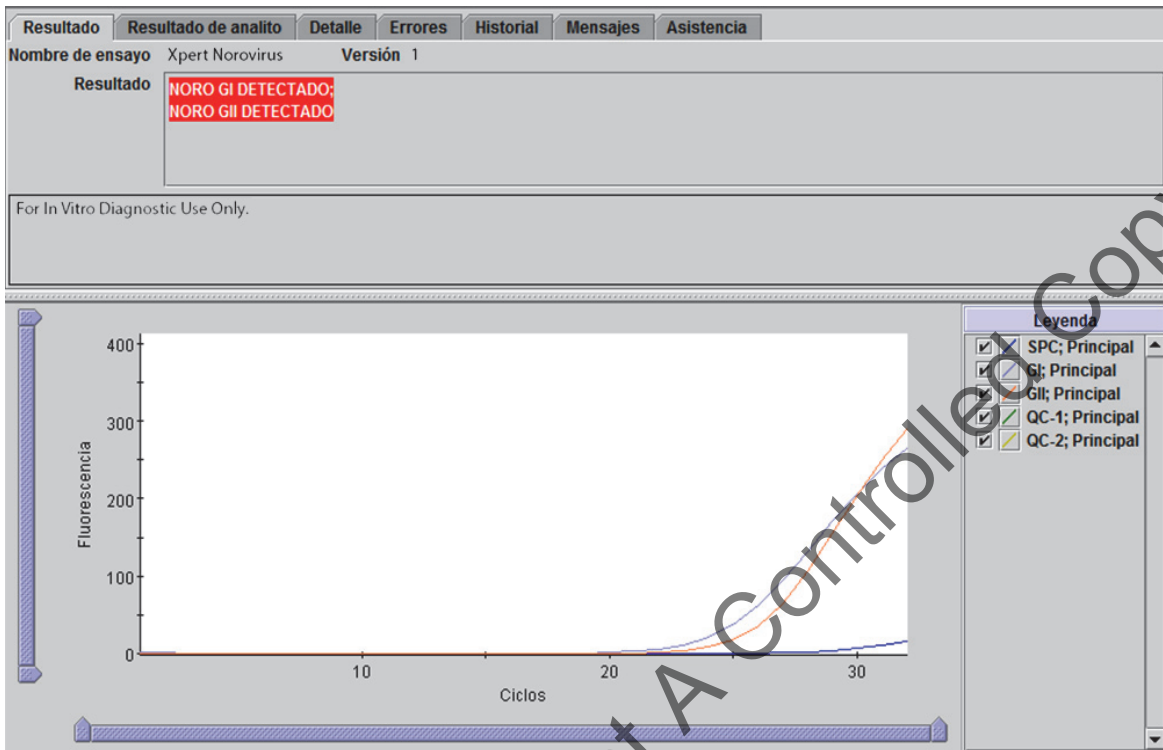 Resultado Resultado de analito Detalle Errores Historial Mensajes Asistencia
Nombre de ensayo Xpert Norovirus Versión 1
Resultado NORO GI DETECTADO;
NORO GII DETECTADO
For In Vitro Diagnostic Use Only.
Leyenda
SPC; Principal
GI; Principal
GII; Principal
QC-1; Principal
QC-2; Principal
Fluorescencia
400
300
200
100
0
10 20 30
Ciclos
t A Controlled Copy